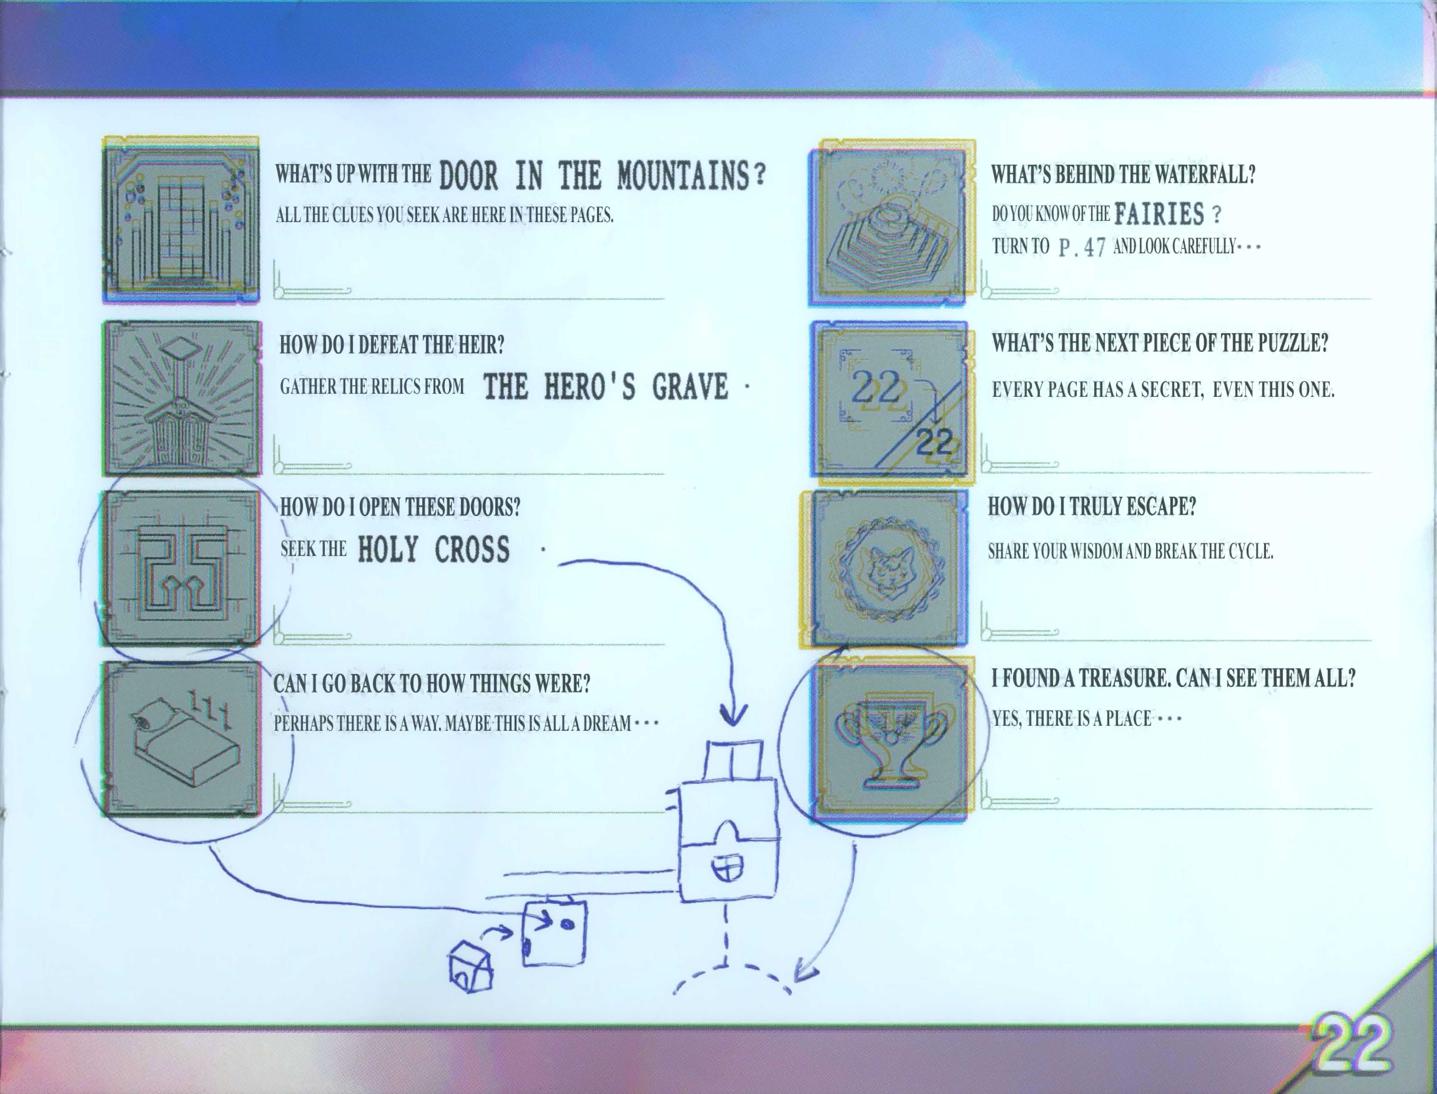 WHAT'S UP WITH THE DOOR IN THE MOUNTAINS?
ALL THE CLUES YOU SEEK ARE HERE IN THESE PAGES.
HOW DO I DEFEAT THE HEIR?
GATHER THE RELICS FROM THE HERO'S GRAVE.
HOW DO I OPEN THESE DOORS?
SEEK THE HOLY CROSS.
CAN I GO BACK TO HOW THINGS WERE?
PERHAPS THERE IS A WAY. MAYBE THIS IS ALL A DREAM...
WHAT'S BEHIND THE WATERFALL?
DO YOU KNOW OF THE FAIRIES?
TURN TO P.47 AND LOOK CAREFULLY...
22
22
WHAT'S THE NEXT PIECE OF THE PUZZLE?
EVERY PAGE HAS A SECRET, EVEN THIS ONE.
HOW DO I TRULY ESCAPE?
SHARE YOUR WISDOM AND BREAK THE CYCLE.
I FOUND A TREASURE. CAN I SEE THEM ALL?
YES, THERE IS A PLACE...
22